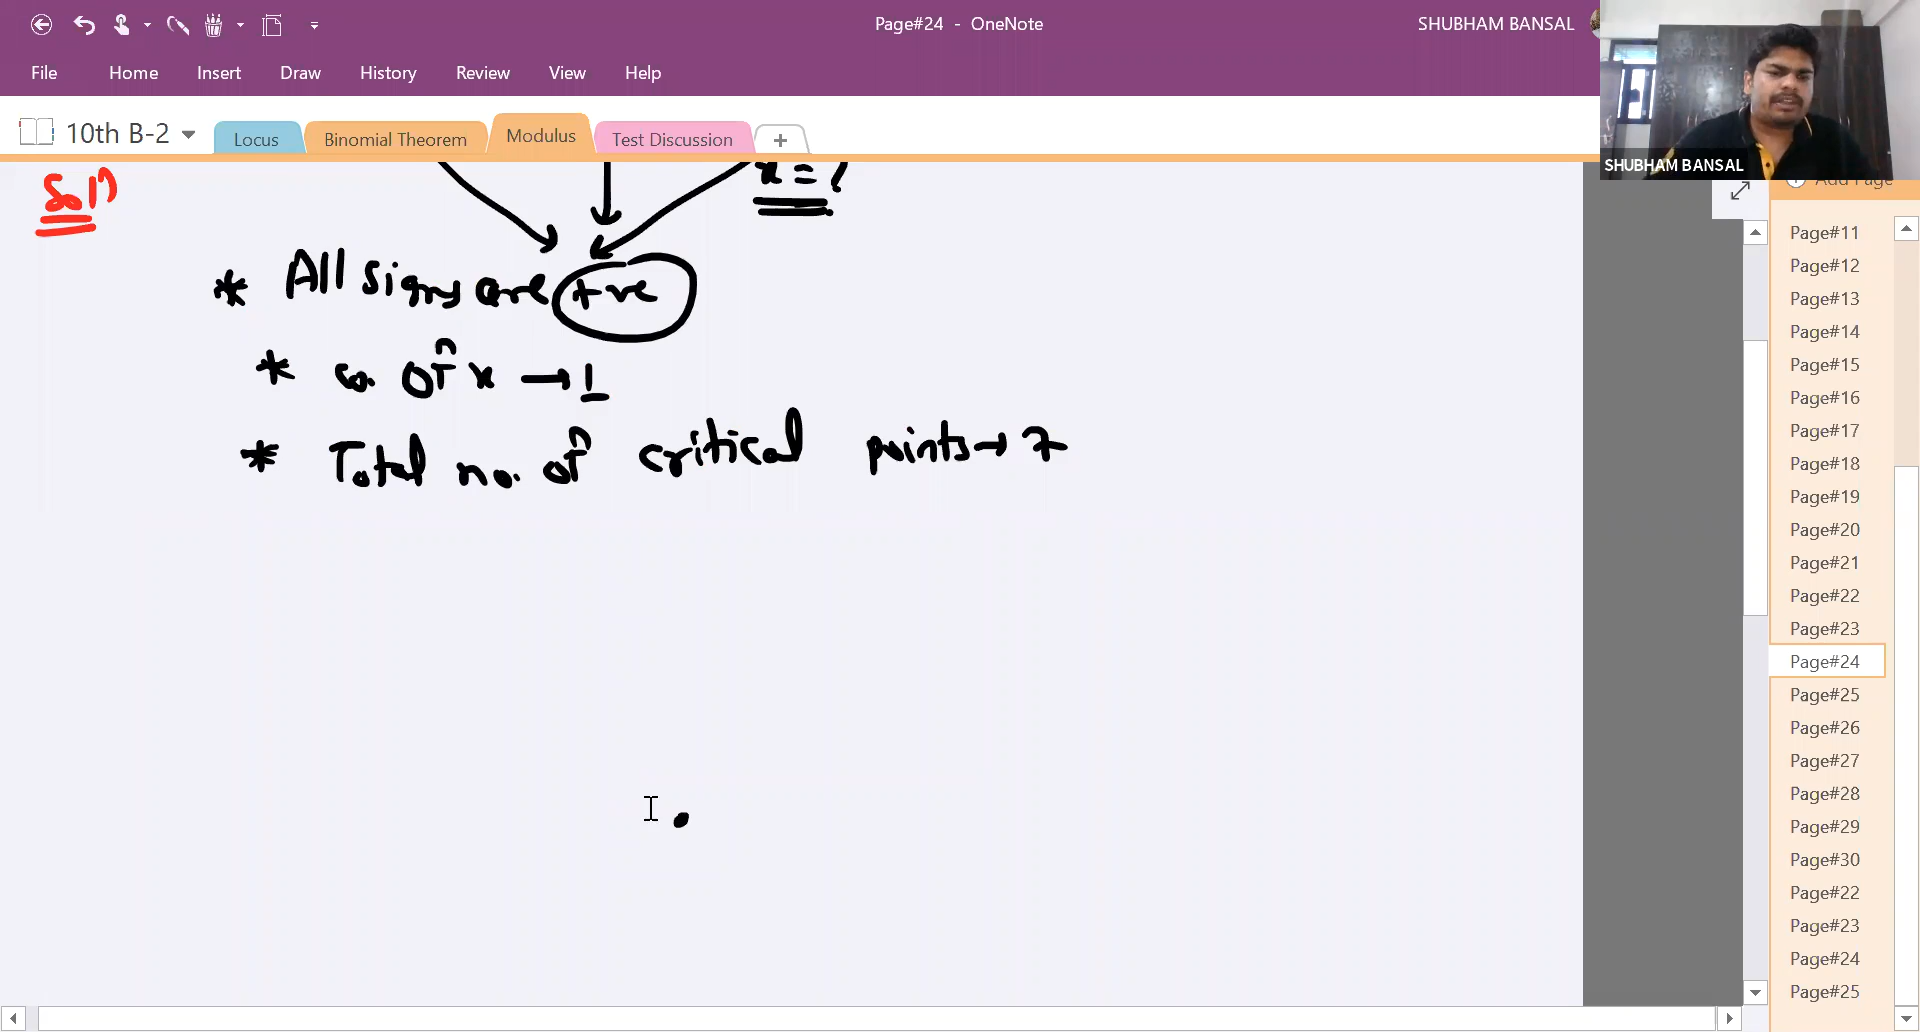 Page#24 - OneNote
SHUBHAM BANSAL
File Home Insert Draw History Review View Help
10th B-2
Locus
Binomial Theorem
Modulus
Test Discussion
+
SHUBHAM BANSAL
Add Page
Soln
x = ?
* All signs are +ve
* co. of x → 1
* Total no. of critical points → 7
Page#11
Page#12
Page#13
Page#14
Page#15
Page#16
Page#17
Page#18
Page#19
Page#20
Page#21
Page#22
Page#23
Page#24
Page#25
Page#26
Page#27
Page#28
Page#29
Page#30
Page#22
Page#23
Page#24
Page#25